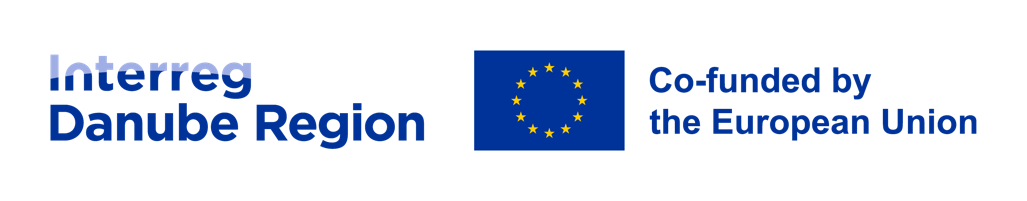 Interreg
Danube Region
Co-funded by
the European Union